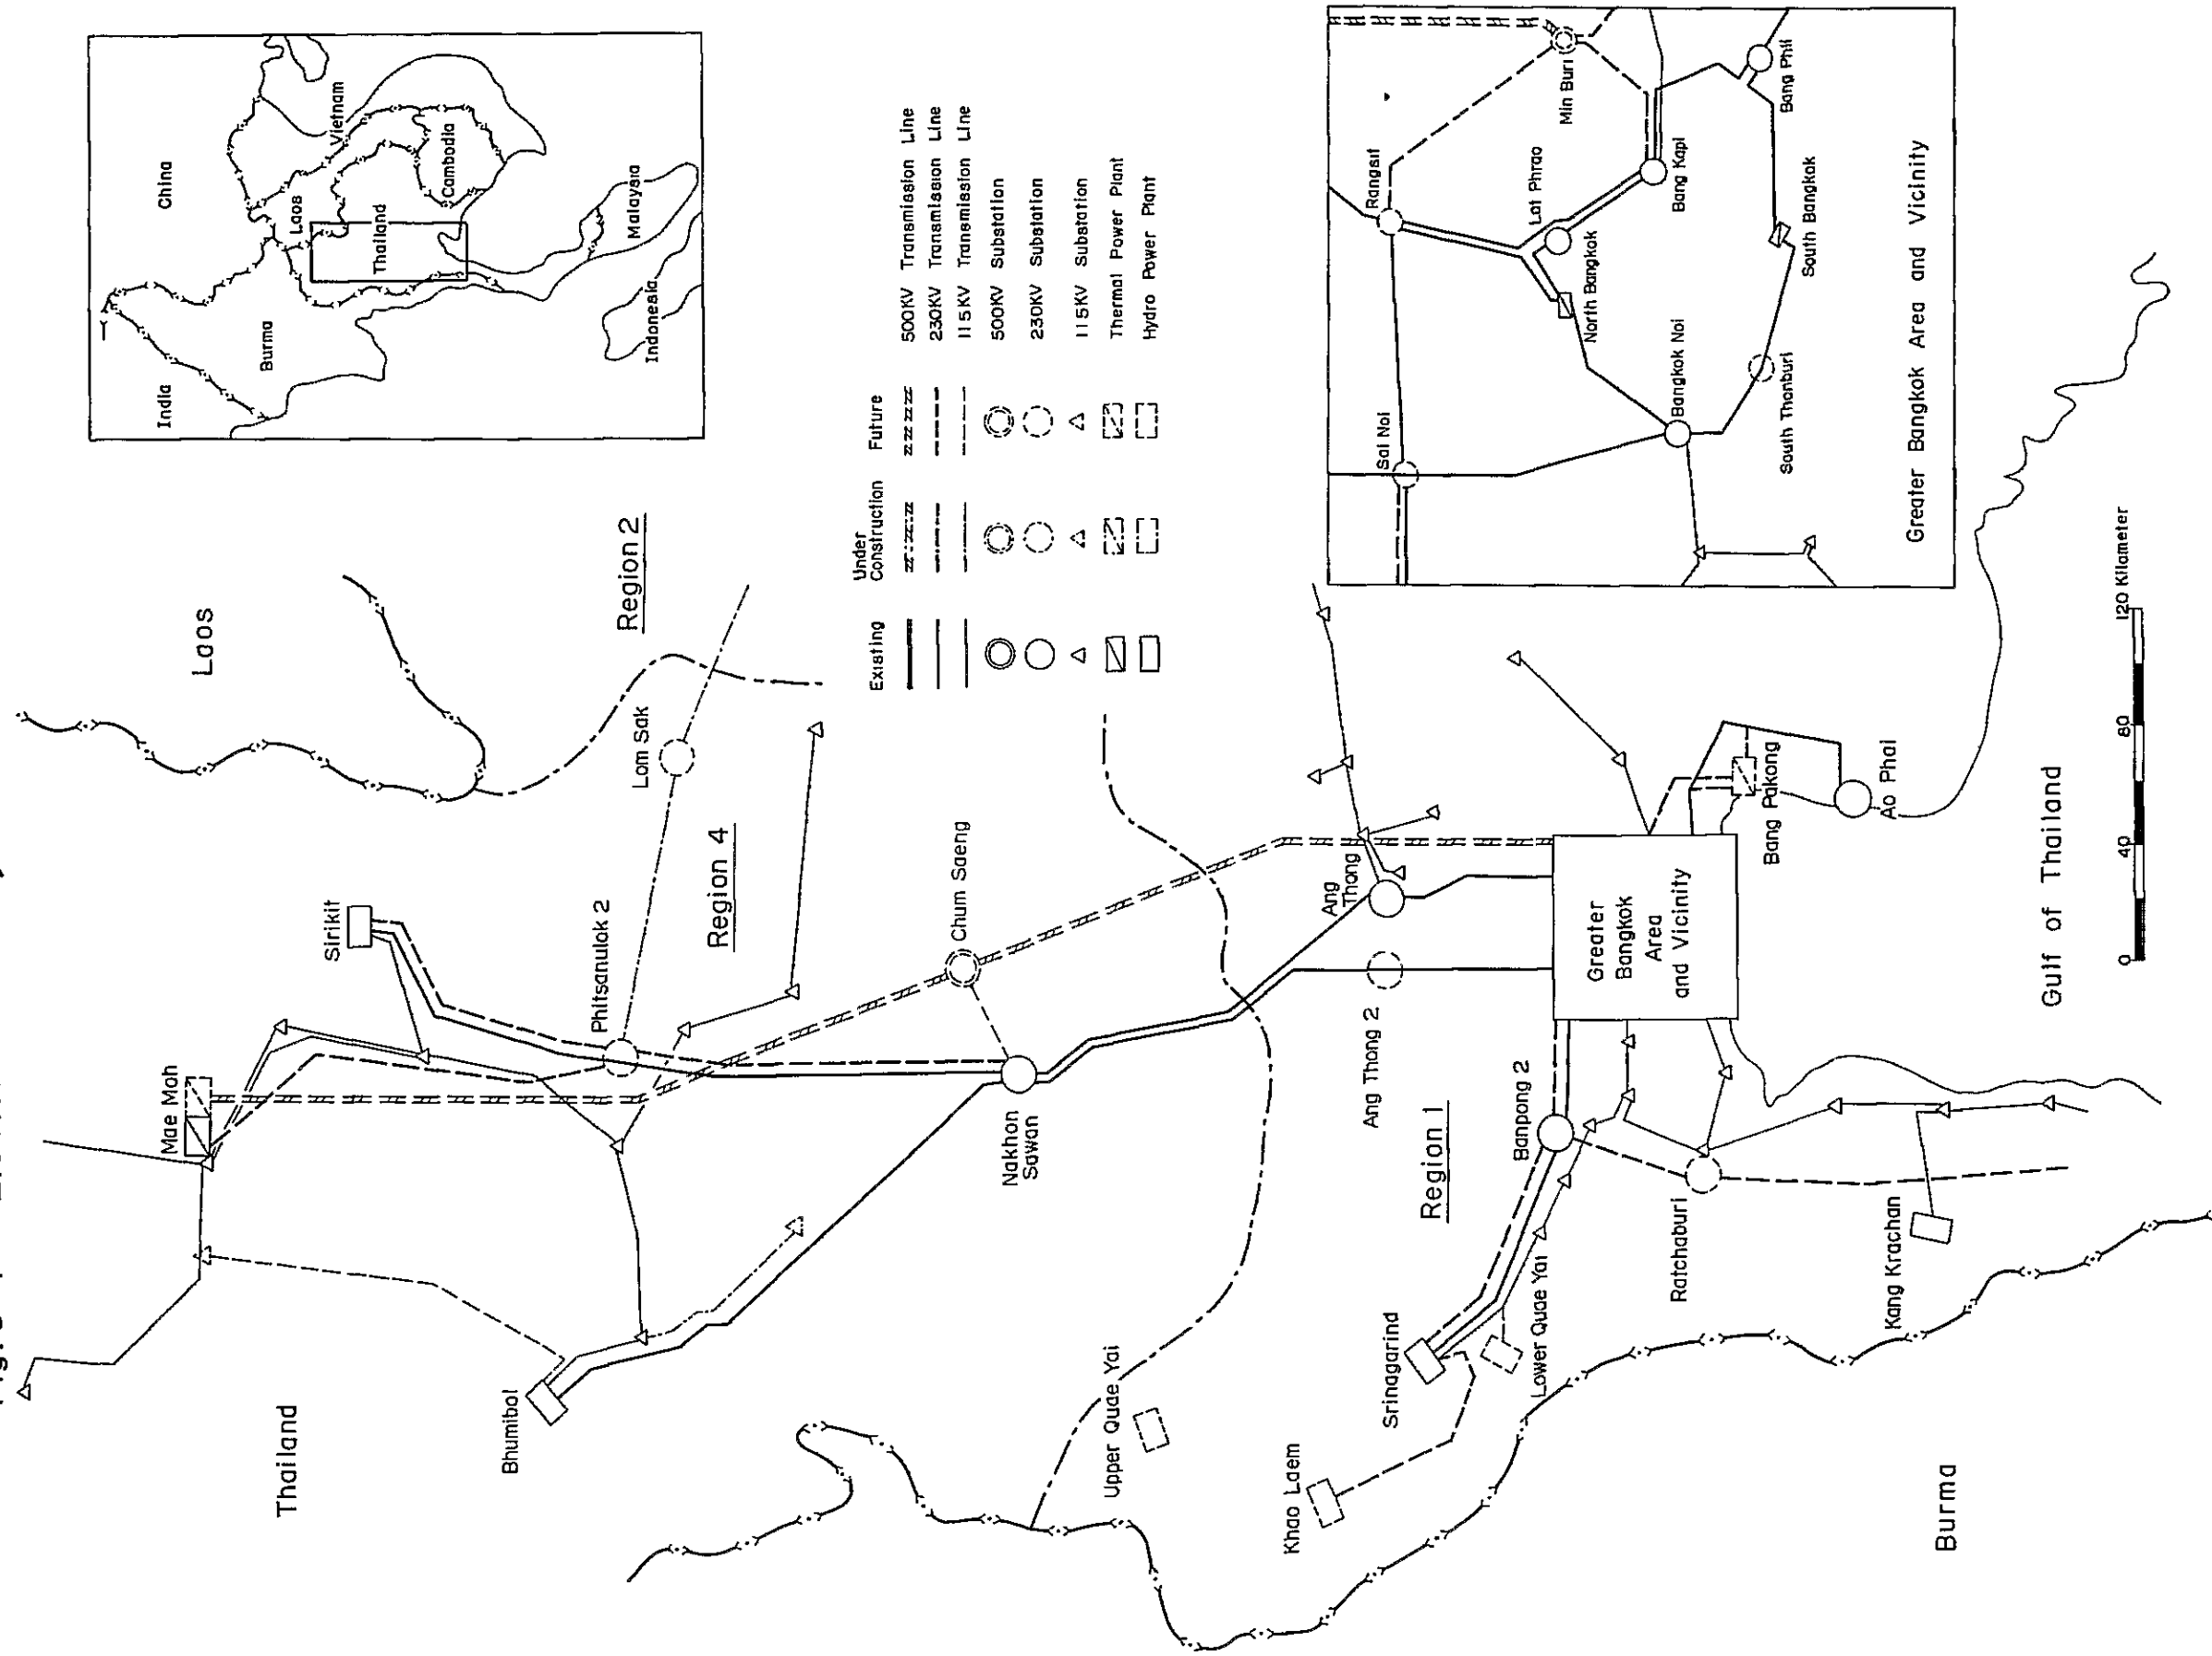 China
India
Burma
Laos
Vietnam
Thailand
Cambodia
Malaysia
Indonesia
Laos
Region 2
Thailand
Mae Moh
Sirikit
Phitsanulok 2
Lom Sak
Region 4
Bhumibol
Chum Saeng
Nakhon
Sawan
Upper Quae Yai
Existing
Under
Construction
Future
500KV Transmission Line
230KV Transmission Line
115KV Transmission Line
500KV Substation
230KV Substation
115KV Substation
Thermal Power Plant
Hydro Power Plant
Ang
Thong
Ang Thong 2
Region 1
Banpong 2
Khao Laem
Srinagarind
Lower Quae Yai
Ratchaburi
Kang Krachan
Greater
Bangkok
Area
and Vicinity
Bang Pakong
Ao Phai
Burma
Gulf of Thailand
0 40 80 120 Kilameter
Sai Noi
Rangsit
Min Buri
Lat Phrao
North Bangkok
Bang Kapi
Bangkok Noi
Bang Phli
South Thonburi
South Bangkok
Greater Bangkok Area and Vicinity